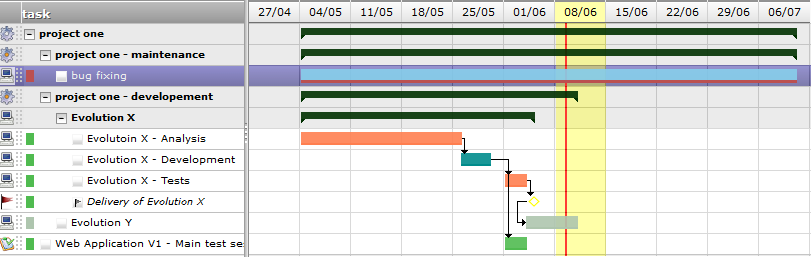 task 27/04 04/05 11/05 18/05 25/05 01/06 08/06 15/06 22/06 29/06 06/07
project one
project one - maintenance
bug fixing
project one - developement
Evolution X
Evolutoin X - Analysis
Evolution X - Development
Evolution X - Tests
Delivery of Evolution X
Evolution Y
Web Application V1 - Main test se